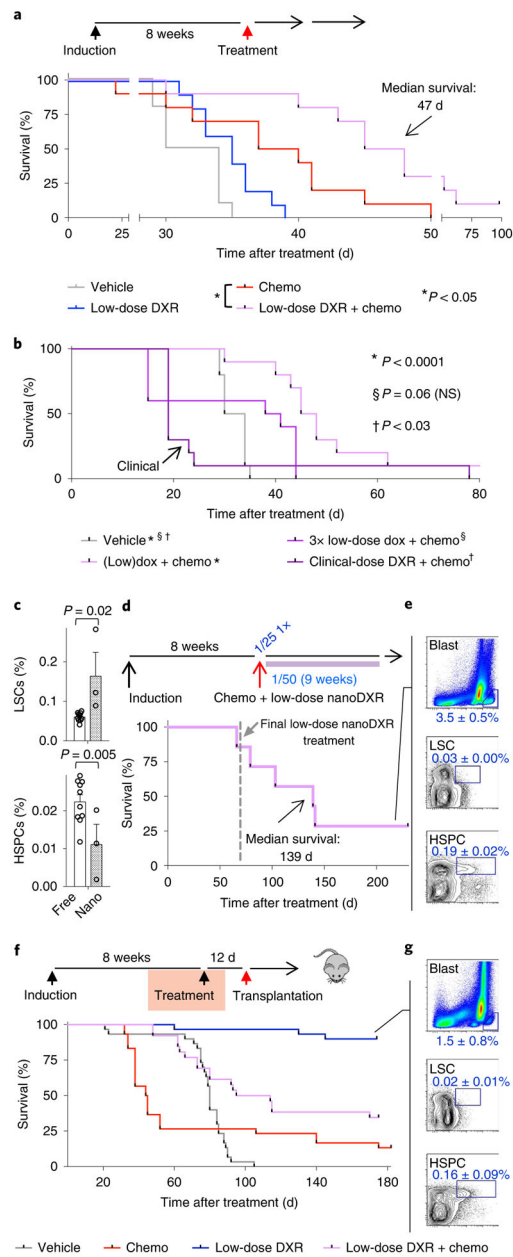 a
8 weeks
Induction
Treatment
100
75
50
25
0
Survival (%)
Median survival:
47 d
0
25
30
40
50
75
100
Time after treatment (d)
Vehicle
Chemo
Low-dose DXR
Low-dose DXR + chemo
*
*P < 0.05
b
100
50
0
Survival (%)
* P < 0.0001
§ P = 0.06 (NS)
† P < 0.03
Clinical
0
20
40
60
80
Time after treatment (d)
Vehicle * § †
3× low-dose dox + chemo§
(Low)dox + chemo *
Clinical-dose DXR + chemo†
c
P = 0.02
LSCs (%)
0.2
0.1
0
P = 0.005
HSPCs (%)
0.02
0.01
0.00
Free
Nano
d
8 weeks
1/25 1×
1/50 (9 weeks)
Induction
Chemo + low-dose nanoDXR
Final low-dose nanoDXR
treatment
100
75
50
25
0
Survival (%)
Median survival:
139 d
0
50
100
150
200
Time after treatment (d)
e
Blast
3.5 ± 0.5%
LSC
0.03 ± 0.00%
HSPC
0.19 ± 0.02%
f
8 weeks
12 d
Induction
Treatment
Transplantation
100
75
50
25
0
Survival (%)
20
60
100
140
180
Time after treatment (d)
g
Blast
1.5 ± 0.8%
LSC
0.02 ± 0.01%
HSPC
0.16 ± 0.09%
Vehicle
Chemo
Low-dose DXR
Low-dose DXR + chemo